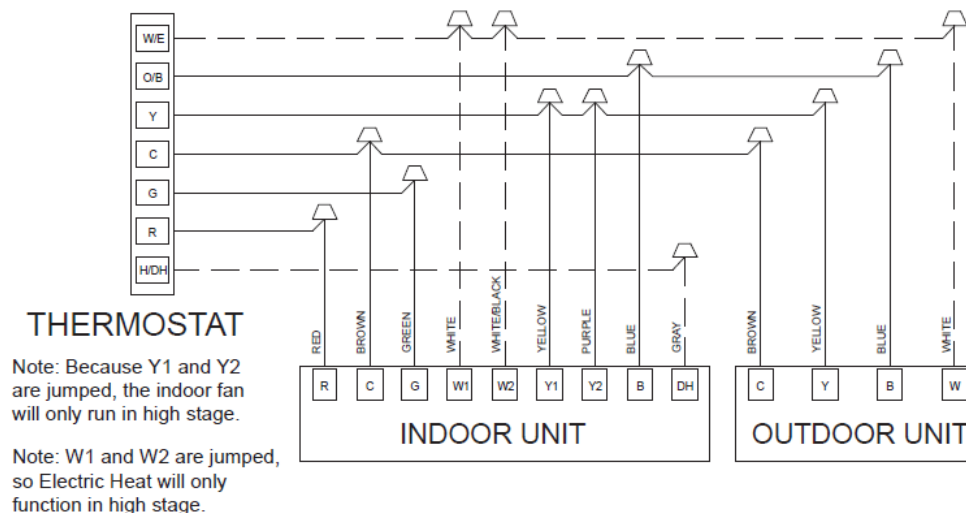 W/E
O/B
Y
C
G
R
H/DH
THERMOSTAT
Note: Because Y1 and Y2
are jumped, the indoor fan
will only run in high stage.
Note: W1 and W2 are jumped,
so Electric Heat will only
function in high stage.
RED
BROWN
GREEN
WHITE
WHITE/BLACK
YELLOW
PURPLE
BLUE
GRAY
R
C
G
W1
W2
Y1
Y2
B
DH
INDOOR UNIT
BROWN
YELLOW
BLUE
WHITE
C
Y
B
W
OUTDOOR UNIT